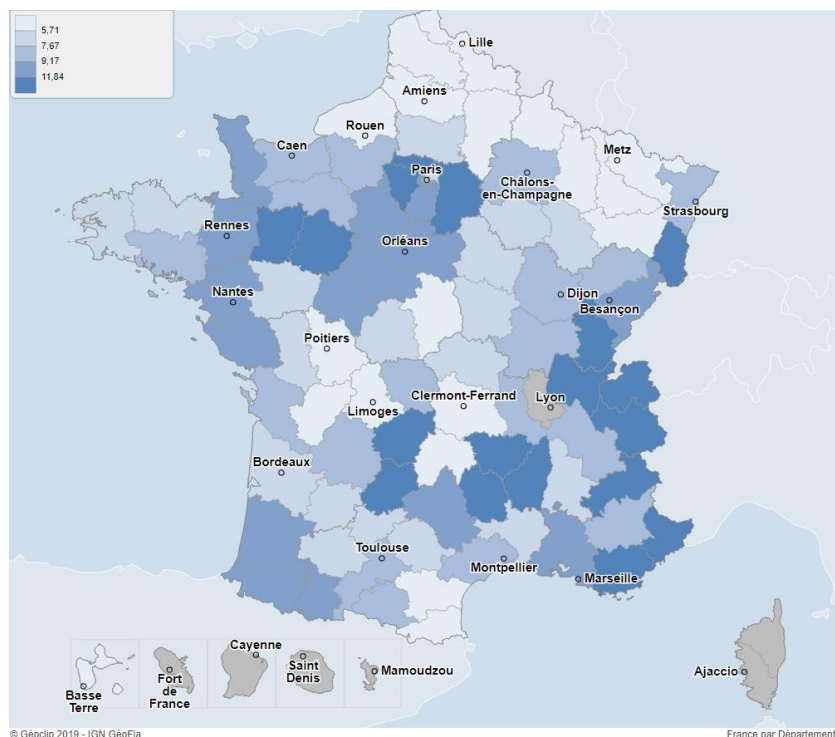 5,71
7,67
9,17
11,84
Lille
Amiens
Rouen
Caen
Metz
Paris
Châlons-
en-Champagne
Strasbourg
Rennes
Orléans
Nantes
Dijon
Besançon
Poitiers
Limoges
Clermont-Ferrand
Lyon
Bordeaux
Toulouse
Montpellier
Marseille
Basse
Terre
Fort
de
France
Cayenne
Saint
Denis
Mamoudzou
Ajaccio
© Géoclip 2019 - IGN GéoFla
France par Département